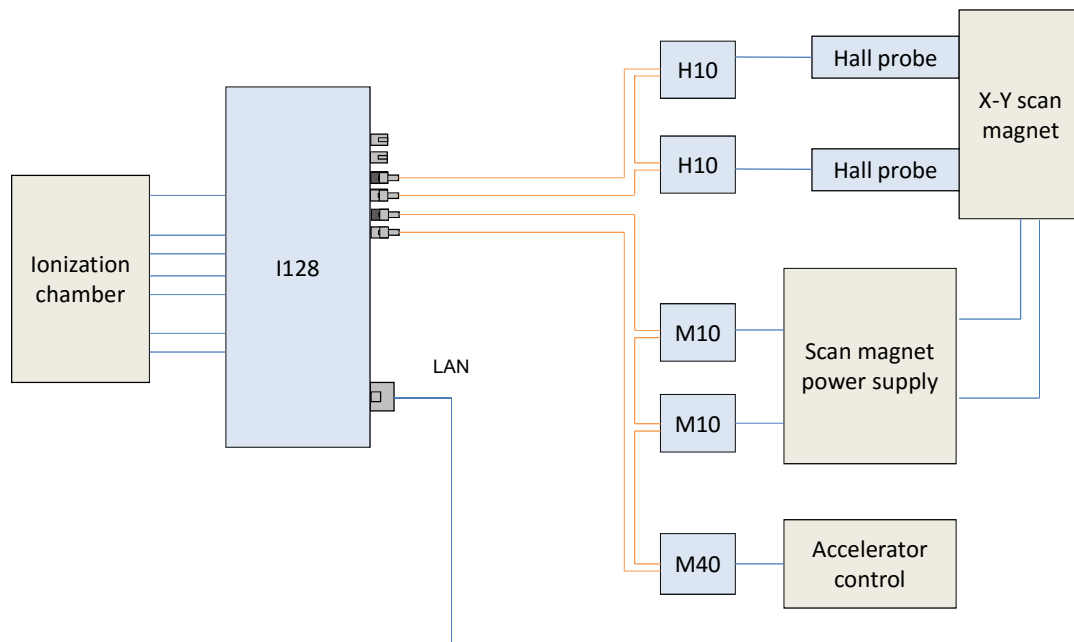 H10
Hall probe
X-Y scan
magnet
H10
Hall probe
Ionization
chamber
I128
LAN
M10
M10
Scan magnet
power supply
M40
Accelerator
control